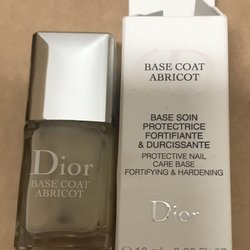 Dior
BASE COAT
ABRICOT
BASE COAT
ABRICOT
BASE SOIN
PROTECTRICE
FORTIFIANTE
& DURCISSANTE
PROTECTIVE NAIL
CARE BASE
FORTIFYING & HARDENING
Dior